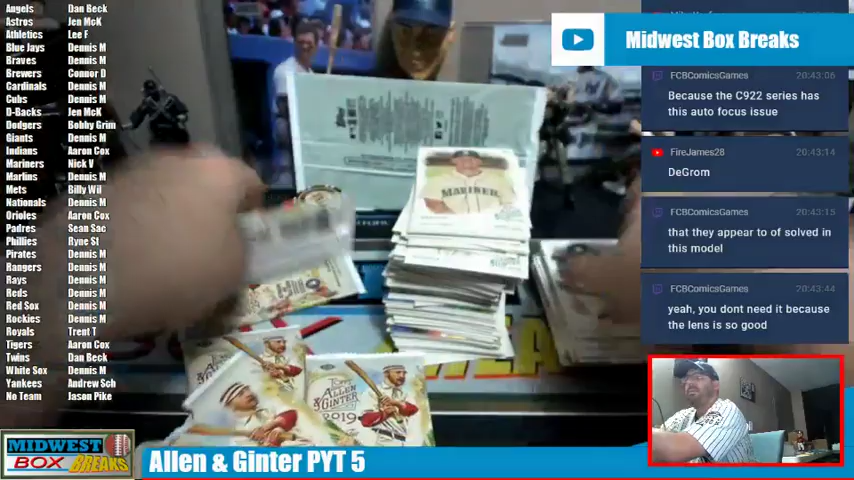 Angels Dan Beck
Astros Jen McK
Athletics Lee F
Blue Jays Dennis M
Braves Dennis M
Brewers Connor D
Cardinals Dennis M
Cubs Dennis M
D-Backs Jen McK
Dodgers Bobby Grim
Giants Dennis M
Indians Aaron Cox
Mariners Nick V
Marlins Dennis M
Mets Billy Wil
Nationals Dennis M
Orioles Aaron Cox
Padres Sean Sac
Phillies Ryne St
Pirates Dennis M
Rangers Dennis M
Rays Dennis M
Reds Dennis M
Red Sox Dennis M
Rockies Dennis M
Royals Trent T
Tigers Aaron Cox
Twins Dan Beck
White Sox Dennis M
Yankees Andrew Sch
No Team Jason Pike
MARINER
TOPPS
ALLEN
& GINTER
2019
Midwest Box Breaks
FCBComicsGames 20:43:06
Because the C922 series has
this auto focus issue
FireJames28 20:43:14
DeGrom
FCBComicsGames 20:43:15
that they appear to of solved in
this model
FCBComicsGames 20:43:44
yeah, you dont need it because
the lens is so good
MIDWEST
BOX BREAKS
Allen & Ginter PYT 5